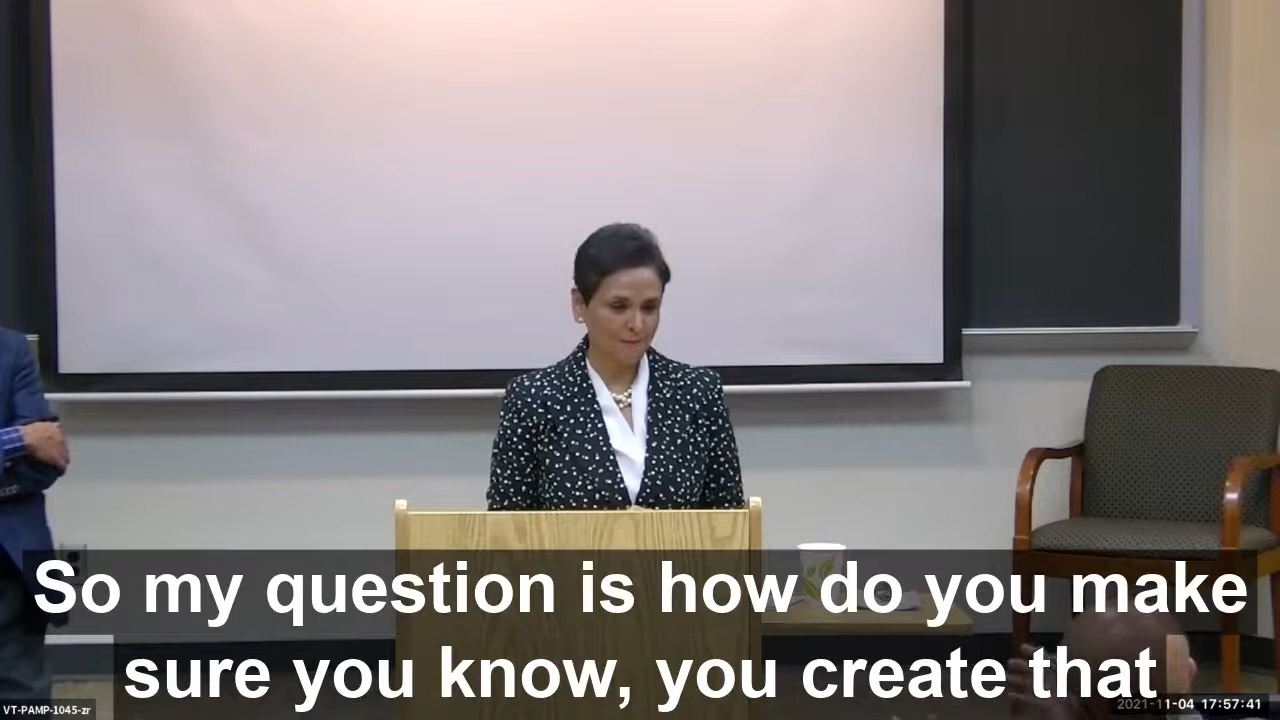 So my question is how do you make
sure you know, you create that
VT-PAMP-1045-zr
2021-11-04 17:57:41